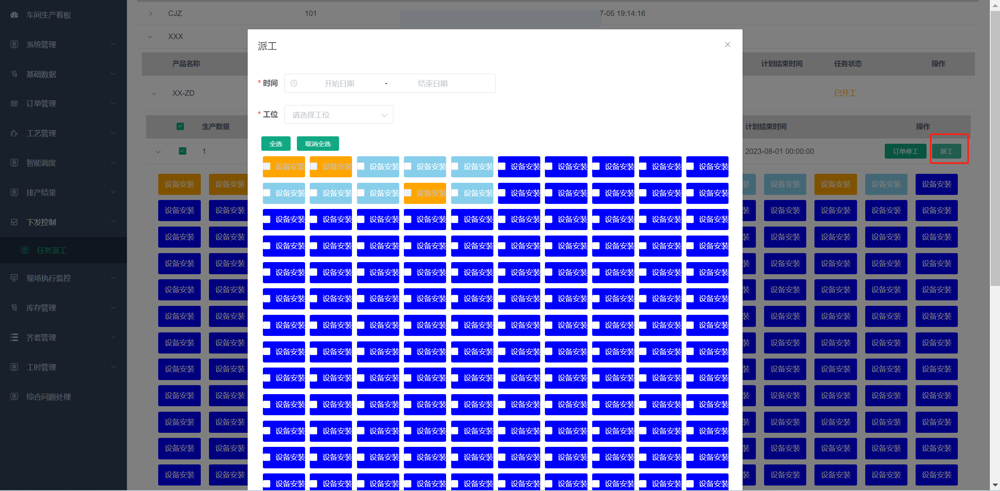 车间生产看板
系统管理
基础数据
订单管理
工艺管理
智能调度
排产结果
下发控制
任务派工
现场执行监控
库存管理
齐套管理
工时管理
综合问题处理
CJZ 101 7-05 19:14:16
XXX
产品名称 计划结束时间 任务状态 操作
XX-ZD 已开工
生产数量 计划结束时间 操作
1 2023-08-01 00:00:00 订单停工 派工
派工
* 时间 开始日期 - 结束日期
* 工位 请选择工位
全选 取消全选
设备安装 设备安装 设备安装 设备安装 设备安装 设备安装 设备安装 设备安装 设备安装 设备安装
设备安装 设备安装 设备安装 设备安装 设备安装 设备安装 设备安装 设备安装 设备安装 设备安装
设备安装 设备安装 设备安装 设备安装 设备安装 设备安装 设备安装 设备安装 设备安装 设备安装
设备安装 设备安装 设备安装 设备安装 设备安装 设备安装 设备安装 设备安装 设备安装 设备安装
设备安装 设备安装 设备安装 设备安装 设备安装 设备安装 设备安装 设备安装 设备安装 设备安装
设备安装 设备安装 设备安装 设备安装 设备安装 设备安装 设备安装 设备安装 设备安装 设备安装
设备安装 设备安装 设备安装 设备安装 设备安装 设备安装 设备安装 设备安装 设备安装 设备安装
设备安装 设备安装 设备安装 设备安装 设备安装 设备安装 设备安装 设备安装 设备安装 设备安装
设备安装 设备安装 设备安装 设备安装 设备安装 设备安装 设备安装 设备安装 设备安装 设备安装
设备安装 设备安装 设备安装 设备安装 设备安装 设备安装 设备安装 设备安装 设备安装 设备安装
设备安装 设备安装 设备安装 设备安装 设备安装 设备安装 设备安装 设备安装 设备安装 设备安装
设备安装 设备安装 设备安装 设备安装 设备安装 设备安装 设备安装 设备安装 设备安装 设备安装
设备安装 设备安装 设备安装 设备安装 设备安装 设备安装 设备安装 设备安装 设备安装 设备安装
设备安装 设备安装 装 设备安装 设备安装 设备安装 设备安装
设备安装 设备安装 装 设备安装 设备安装 设备安装 设备安装
设备安装 设备安装 装 设备安装 设备安装 设备安装 设备安装
设备安装 设备安装 装 设备安装 设备安装 设备安装 设备安装
设备安装 设备安装 装 设备安装 设备安装 设备安装 设备安装
设备安装 设备安装 装 设备安装 设备安装 设备安装 设备安装
设备安装 设备安装 装 设备安装 设备安装 设备安装 设备安装
设备安装 设备安装 装 设备安装 设备安装 设备安装 设备安装
设备安装 设备安装 装 设备安装 设备安装 设备安装 设备安装
设备安装 设备安装 装 设备安装 设备安装 设备安装 设备安装
设备安装 设备安装 装 设备安装 设备安装 设备安装 设备安装
设备安装 设备安装 装 设备安装 设备安装 设备安装 设备安装